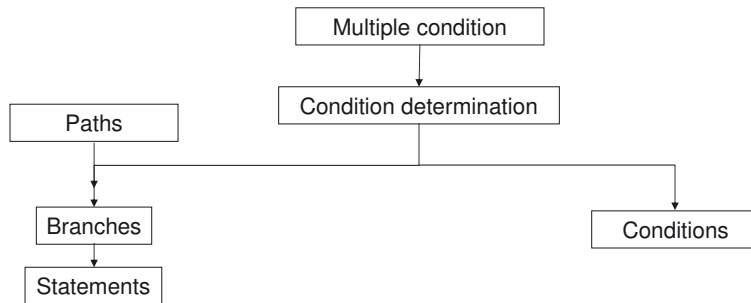 Multiple condition
Condition determination
Paths
Branches
Conditions
Statements